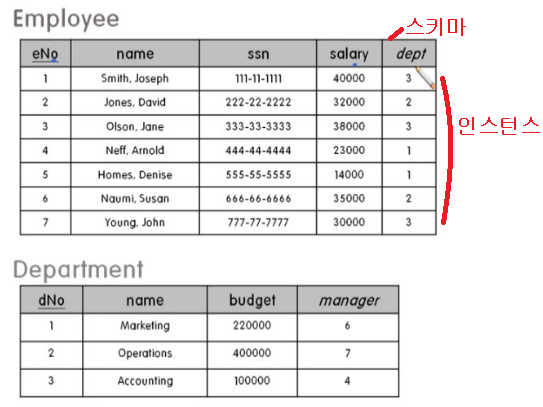 Employee
스키마
eNo name ssn salary dept
1 Smith, Joseph 111-11-1111 40000 3
2 Jones, David 222-22-2222 32000 2
3 Olson, Jane 333-33-3333 38000 3
인스턴스
4 Neff, Arnold 444-44-4444 23000 1
5 Homes, Denise 555-55-5555 14000 1
6 Naumi, Susan 666-66-6666 35000 2
7 Young, John 777-77-7777 30000 3
Department
dNo name budget manager
1 Marketing 220000 6
2 Operations 400000 7
3 Accounting 100000 4